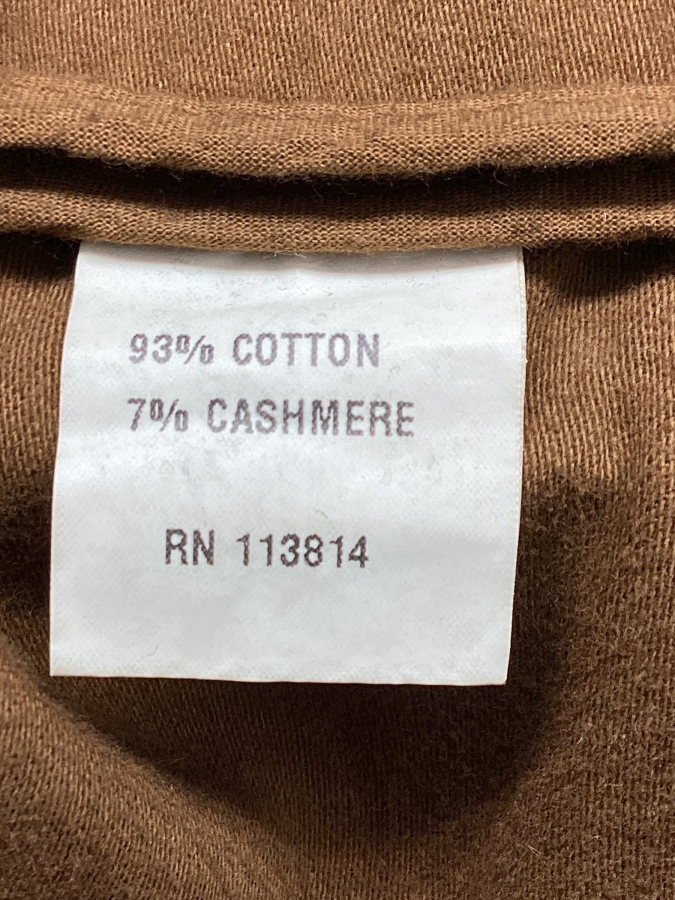 93% COTTON
7% CASHMERE
RN 113814